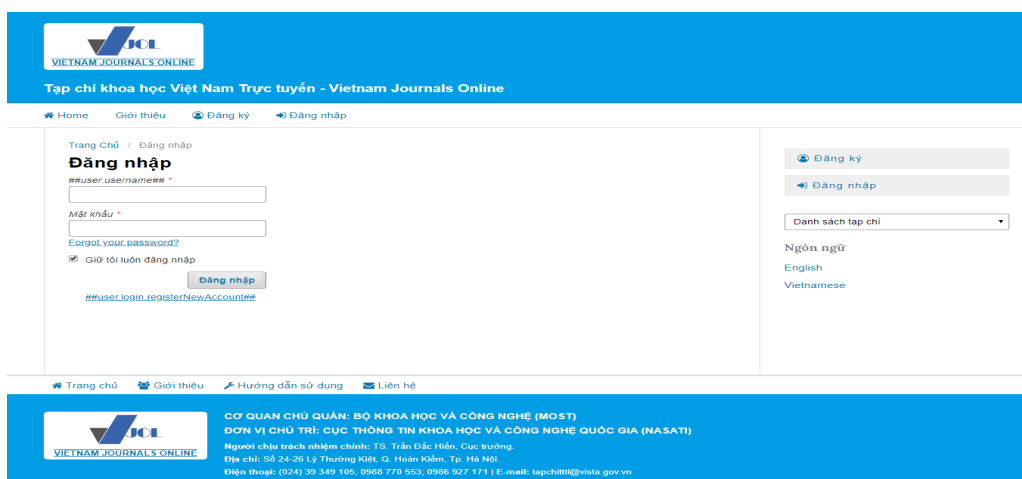 JOL
VIETNAM JOURNALS ONLINE
Tạp chí khoa học Việt Nam Trực tuyến - Vietnam Journals Online
Home Giới thiệu Đăng ký Đăng nhập
Trang Chủ / Đăng nhập
Đăng nhập
##user.username## *
Mật khẩu *
Forgot your password?
Giữ tôi luôn đăng nhập
Đăng nhập
##user.login.registerNewAccount##
Đăng ký
Đăng nhập
Danh sách tạp chí
Ngôn ngữ
English
Vietnamese
Trang chủ Giới thiệu Hướng dẫn sử dụng Liên hệ
JOL
VIETNAM JOURNALS ONLINE
CƠ QUAN CHỦ QUẢN: BỘ KHOA HỌC VÀ CÔNG NGHỆ (MOST)
ĐƠN VỊ CHỦ TRÌ: CỤC THÔNG TIN KHOA HỌC VÀ CÔNG NGHỆ QUỐC GIA (NASATI)
Người chịu trách nhiệm chính: TS. Trần Đắc Hiến, Cục trưởng.
Địa chỉ: Số 24-26 Lý Thường Kiệt, Q. Hoàn Kiếm, Tp. Hà Nội.
Điện thoại: (024) 39 349 105; 0988 770 553; 0986 927 171 | E-mail: tapchitttl@vista.gov.vn